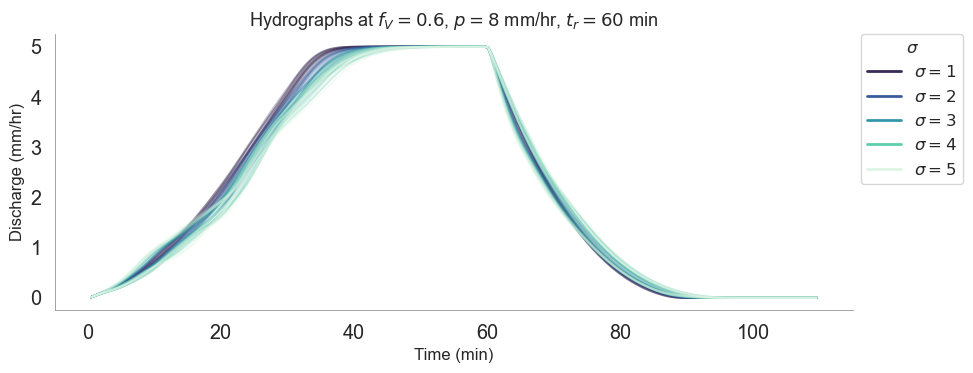 Hydrographs at $f_V = 0.6$, $p = 8$ mm/hr, $t_r = 60$ min
Discharge (mm/hr)
5
4
3
2
1
0
0 20 40 60 80 100
Time (min)
σ
σ = 1
σ = 2
σ = 3
σ = 4
σ = 5